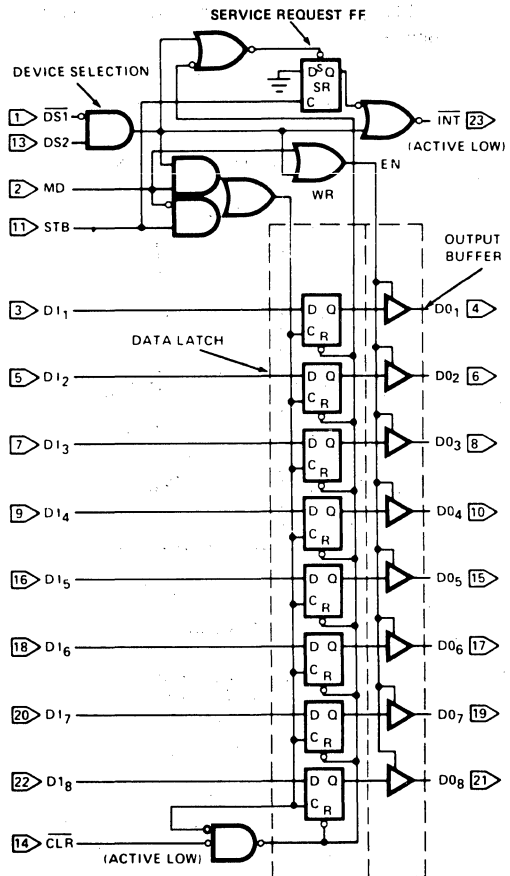 SERVICE REQUEST FF
DEVICE SELECTION
D S Q
SR
C
1 DS1
13 DS2
INT 23
(ACTIVE LOW)
EN
2 MD
WR
11 STB
OUTPUT
BUFFER
3 DI1 D Q C R DO1 4
DATA LATCH
5 DI2 D Q C R DO2 6
7 DI3 D Q C R DO3 8
9 DI4 D Q C R DO4 10
16 DI5 D Q C R DO5 15
18 DI6 D Q C R DO6 17
20 DI7 D Q C R DO7 19
22 DI8 D Q C R DO8 21
14 CLR
(ACTIVE LOW)